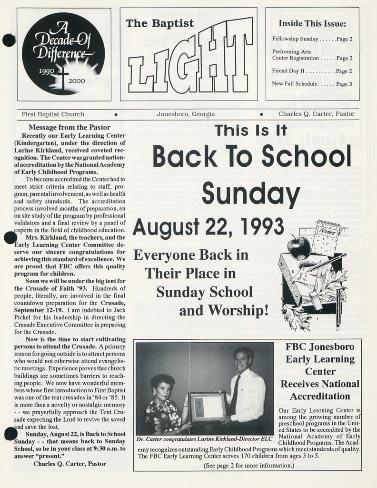 A
Decade Of
Difference
1990
2000
The Baptist
LIGHT
Inside This Issue:
Fellowship Sunday . . . . . . Page 2
Performing Arts
Center Registration . . . . . Page 2
Friend Day II . . . . . . . . . Page 2
New Fall Schedule . . . . . . Page 3
First Baptist Church • Jonesboro, Georgia • Charles Q. Carter, Pastor
Message from the Pastor
Recently our Early Learning Center
(Kindergarten), under the direction of
Larine Kirkland, received coveted rec-
ognition. The Center was granted nation-
al accreditation by the National Academy
of Early Childhood Programs.
To become accredited the Center had to
meet strict criteria relating to staff, pro-
gram, parental involvement, as well as health
and safety standards. The accreditation
process involved months of preparation, an
on site study of the program by professional
validators and a final review by a panel of
experts in the field of childhood education.
Mrs. Kirkland, the teachers, and the
Early Learning Center Committee de-
serve our sincere congratulations for
achieving this standard of excellence. We
are proud that FBC offers this quality
program for children.
Soon we will be under the big tent for
the Crusade of Faith '93. Hundreds of
people, literally, are involved in the final
countdown preparation for the Crusade,
September 12-19. I am indebted to Jack
Pickel for his leadership in directing the
Crusade Executive Committee in preparing
for the Crusade.
Now is the time to start cultivating
persons to attend the Crusade. A primary
reason for going outside is to attract persons
who would not otherwise attend evangelis-
tic meetings. Experience proves that church
buildings are sometimes barriers to reach-
ing people. We now have wonderful mem-
bers whose first introduction to First Baptist
was one of the tent crusades in '84 or '85. It
is more than a novelty or nostalgic memory
-- we prayerfully approach the Tent Cru-
sade expecting the Lord to revive the saved
and save the lost.
Sunday, August 22, is Back to School
Sunday - - that means back to Sunday
School, so be in your class at 9:30 a.m. to
answer "present."
Charles Q. Carter, Pastor
This Is It
Back To School
Sunday
August 22, 1993
Everyone Back in
Their Place in
Sunday School
and Worship!
Dr. Carter congratulates Larine Kirkland-Director ELC
FBC Jonesboro
Early Learning
Center
Receives National
Accreditation
Our Early Learning Center is
among the growing number of
preschool programs in the Unit-
ed States to be accredited by the
National Academy of Early
Childhood Programs. The Acad-
emy recognizes outstanding Early Childhood Programs which meet standards of quality.
The FBC Early Learning Center serves 170 children from ages 3 to 5.
(See page 2 for more information.)